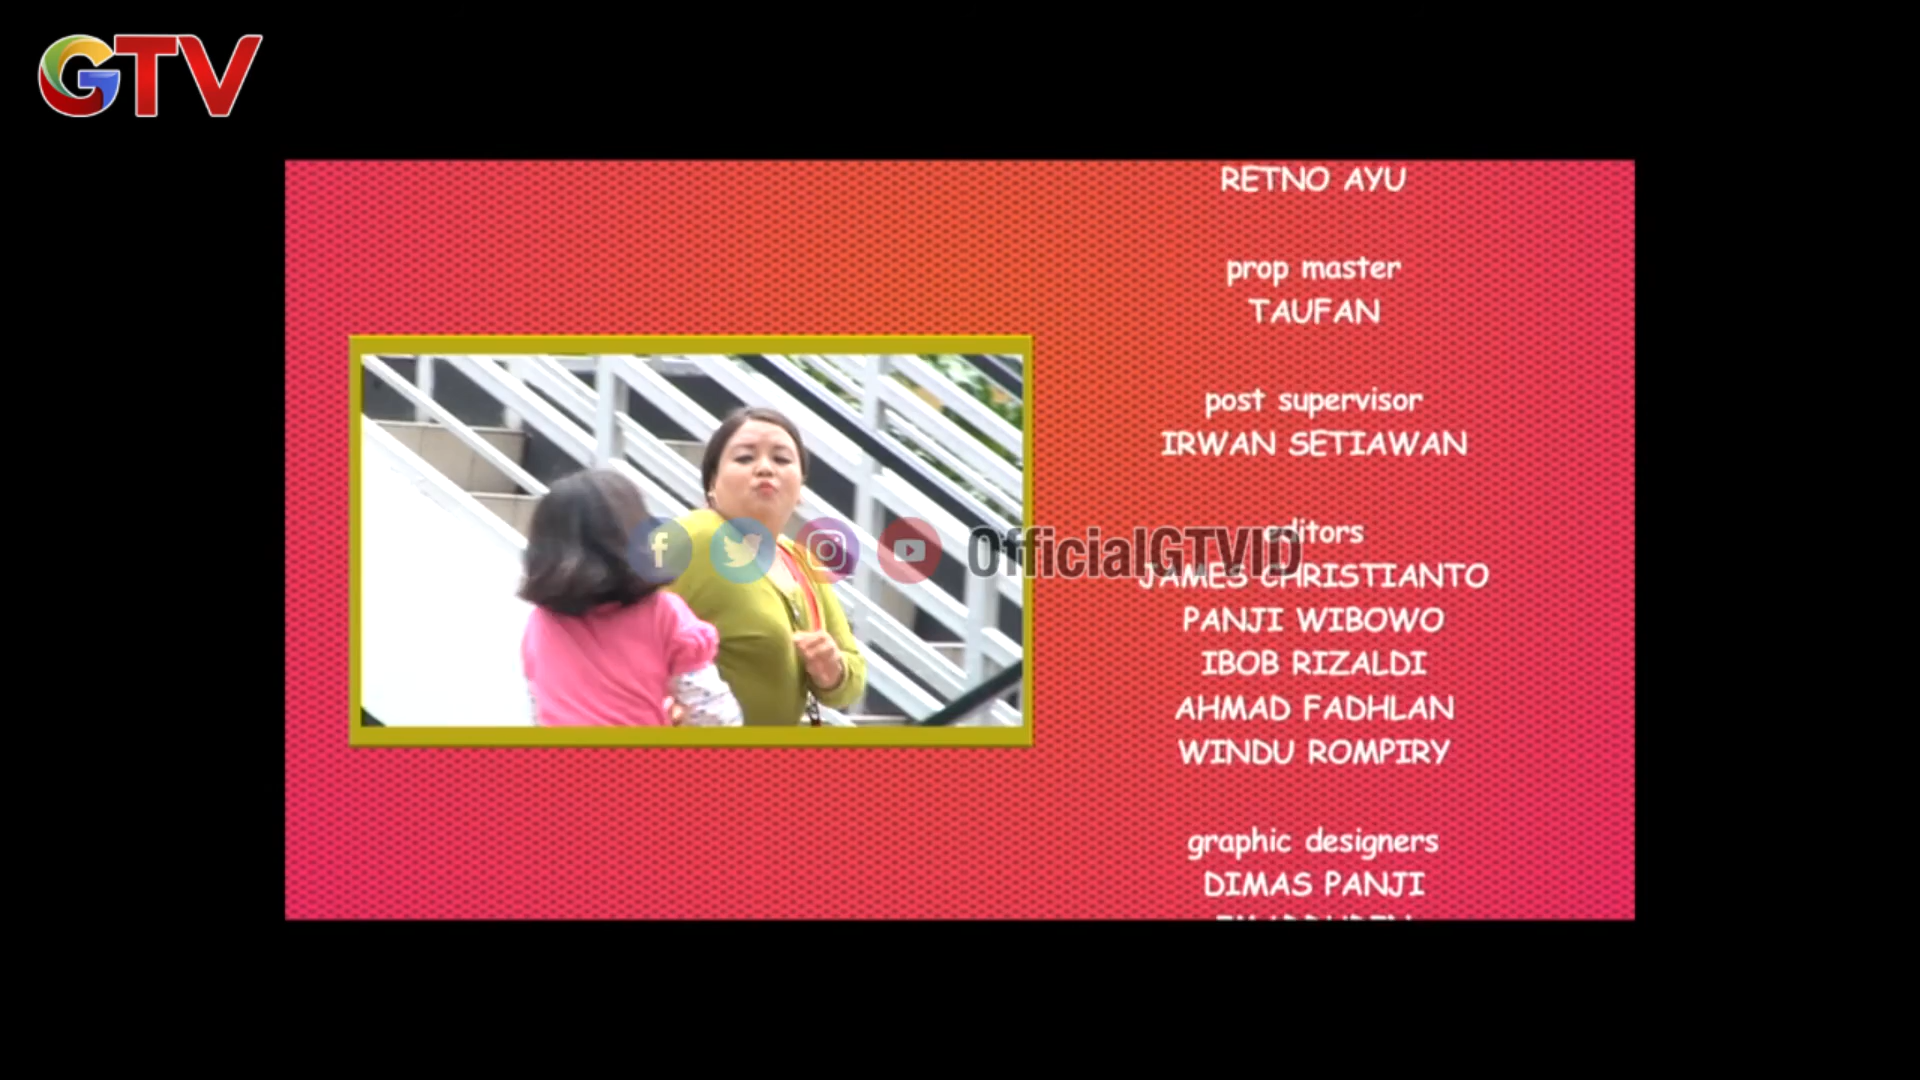 GTV
RETNO AYU
prop master
TAUFAN
post supervisor
IRWAN SETIAWAN
editors
OfficialGTVID
JAMES CHRISTIANTO
PANJI WIBOWO
IBOB RIZALDI
AHMAD FADHLAN
WINDU ROMPIRY
graphic designers
DIMAS PANJI